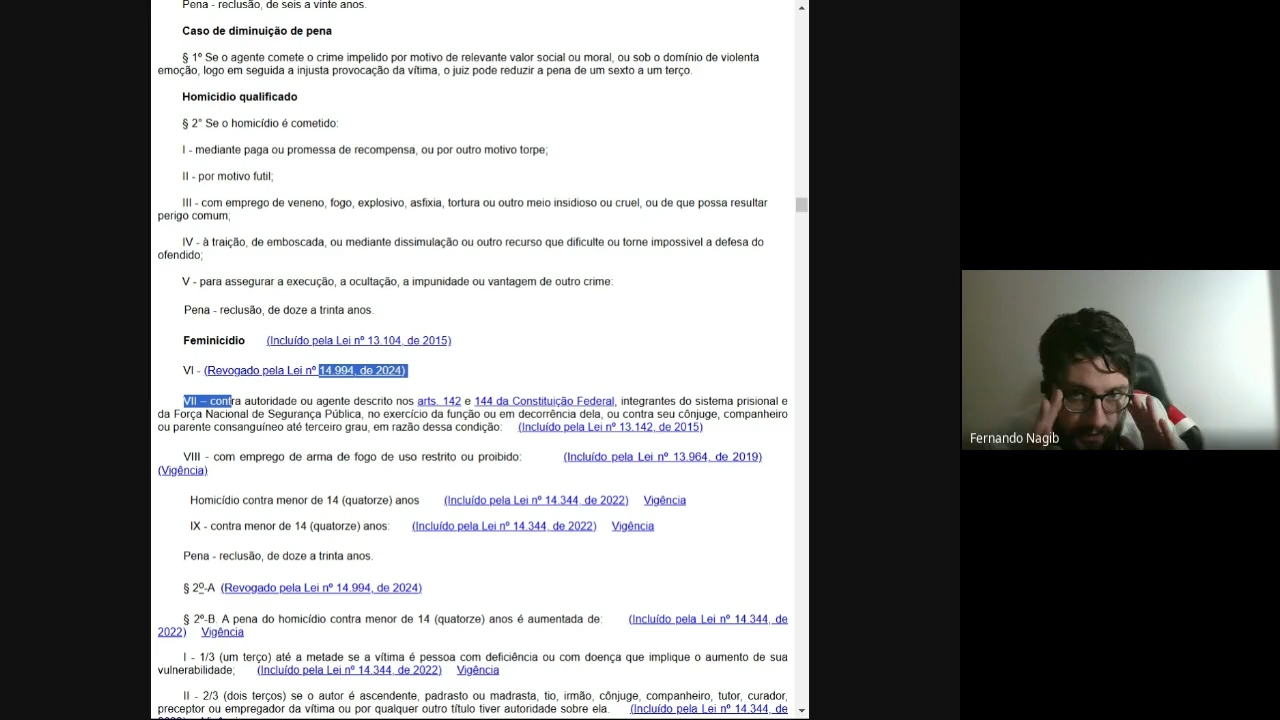 Pena - reclusão, de seis a vinte anos.
Caso de diminuição de pena
§ 1º Se o agente comete o crime impelido por motivo de relevante valor social ou moral, ou sob o domínio de violenta
emoção, logo em seguida a injusta provocação da vítima, o juiz pode reduzir a pena de um sexto a um terço.
Homicídio qualificado
§ 2° Se o homicídio é cometido:
I - mediante paga ou promessa de recompensa, ou por outro motivo torpe;
II - por motivo futil;
III - com emprego de veneno, fogo, explosivo, asfixia, tortura ou outro meio insidioso ou cruel, ou de que possa resultar
perigo comum;
IV - à traição, de emboscada, ou mediante dissimulação ou outro recurso que dificulte ou torne impossivel a defesa do
ofendido;
V - para assegurar a execução, a ocultação, a impunidade ou vantagem de outro crime:
Pena - reclusão, de doze a trinta anos.
Feminicídio (Incluído pela Lei nº 13.104, de 2015)
VI - (Revogado pela Lei nº 14.994, de 2024)
VII – contra autoridade ou agente descrito nos arts. 142 e 144 da Constituição Federal, integrantes do sistema prisional e
da Força Nacional de Segurança Pública, no exercício da função ou em decorrência dela, ou contra seu cônjuge, companheiro
ou parente consanguíneo até terceiro grau, em razão dessa condição: (Incluído pela Lei nº 13.142, de 2015)
VIII - com emprego de arma de fogo de uso restrito ou proibido: (Incluído pela Lei nº 13.964, de 2019)
(Vigência)
Homicídio contra menor de 14 (quatorze) anos (Incluído pela Lei nº 14.344, de 2022) Vigência
IX - contra menor de 14 (quatorze) anos: (Incluído pela Lei nº 14.344, de 2022) Vigência
Pena - reclusão, de doze a trinta anos.
§ 2º-A (Revogado pela Lei nº 14.994, de 2024)
§ 2º-B. A pena do homicídio contra menor de 14 (quatorze) anos é aumentada de: (Incluído pela Lei nº 14.344, de
2022) Vigência
I - 1/3 (um terço) até a metade se a vítima é pessoa com deficiência ou com doença que implique o aumento de sua
vulnerabilidade; (Incluído pela Lei nº 14.344, de 2022) Vigência
II - 2/3 (dois terços) se o autor é ascendente, padrasto ou madrasta, tio, irmão, cônjuge, companheiro, tutor, curador,
preceptor ou empregador da vítima ou por qualquer outro título tiver autoridade sobre ela. (Incluído pela Lei nº 14.344, de
Fernando Nagib